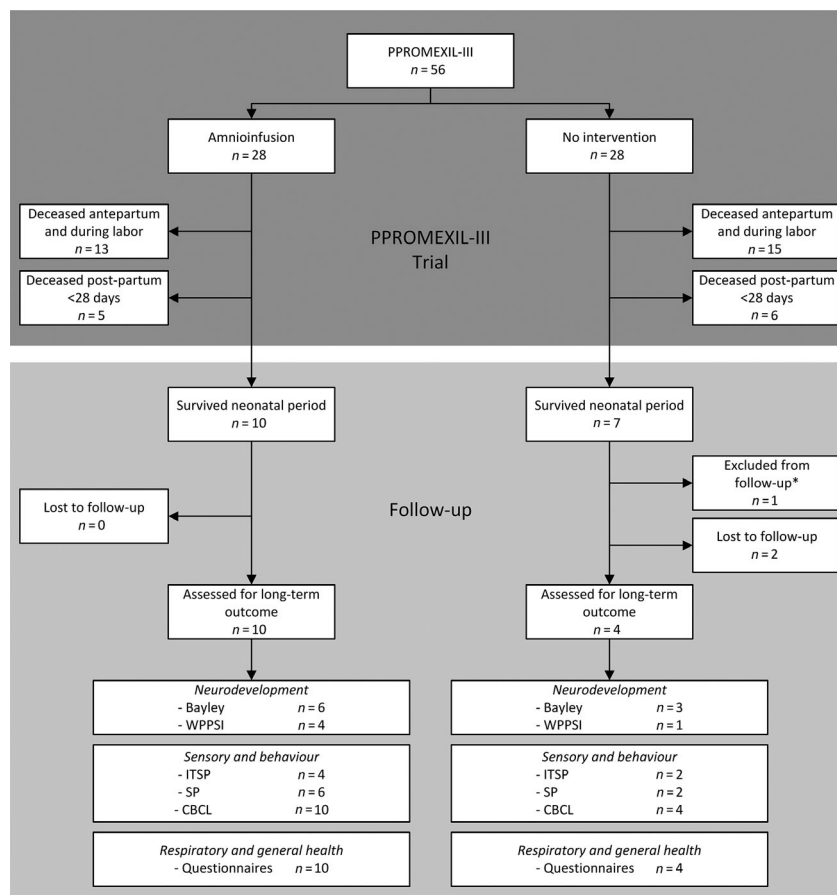 PPROMEXIL-III
n = 56
Amnioinfusion
n = 28
No intervention
n = 28
Deceased antepartum
and during labor
n = 13
Deceased antepartum
and during labor
n = 15
PPROMEXIL-III
Trial
Deceased post-partum
<28 days
n = 5
Deceased post-partum
<28 days
n = 6
Survived neonatal period
n = 10
Survived neonatal period
n = 7
Excluded from
follow-up*
n = 1
Lost to follow-up
n = 0
Follow-up
Lost to follow-up
n = 2
Assessed for long-term
outcome
n = 10
Assessed for long-term
outcome
n = 4
Neurodevelopment
- Bayley n = 6
- WPPSI n = 4
Neurodevelopment
- Bayley n = 3
- WPPSI n = 1
Sensory and behaviour
- ITSP n = 4
- SP n = 6
- CBCL n = 10
Sensory and behaviour
- ITSP n = 2
- SP n = 2
- CBCL n = 4
Respiratory and general health
- Questionnaires n = 10
Respiratory and general health
- Questionnaires n = 4